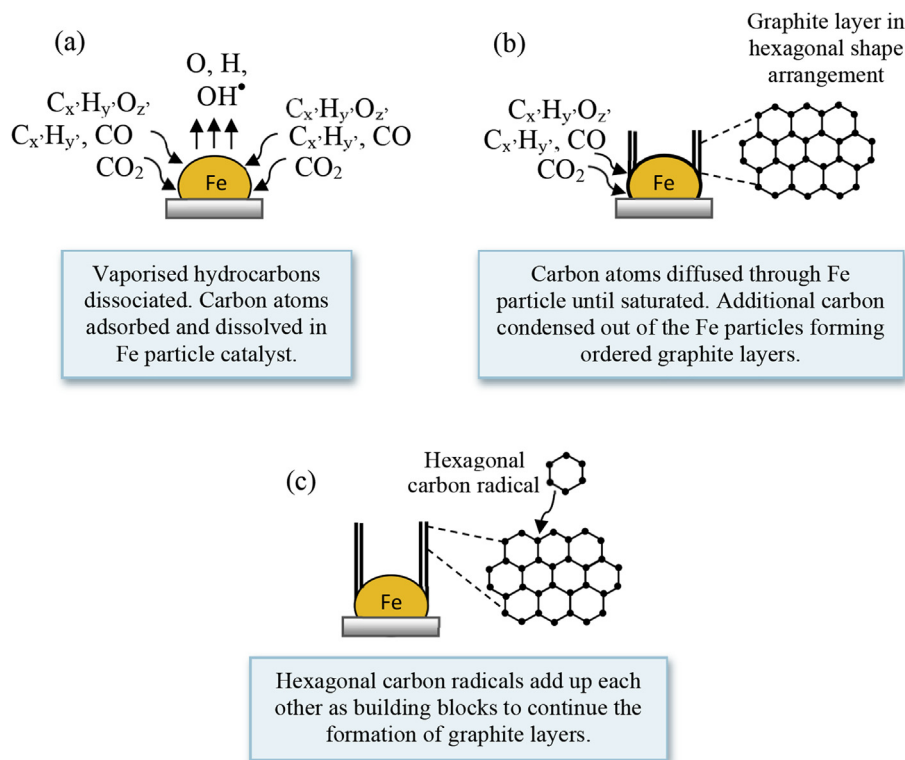 (a)
O, H,
OH•
Cx'Hy'Oz'
Cx'Hy', CO
CO2
Cx'Hy'Oz'
Cx'Hy', CO
CO2
Fe
Vaporised hydrocarbons
dissociated. Carbon atoms
adsorbed and dissolved in
Fe particle catalyst.
(b)
Graphite layer in
hexagonal shape
arrangement
Cx'Hy'Oz'
Cx'Hy', CO
CO2
Fe
Carbon atoms diffused through Fe
particle until saturated. Additional carbon
condensed out of the Fe particles forming
ordered graphite layers.
(c)
Hexagonal
carbon radical
Fe
Hexagonal carbon radicals add up each
other as building blocks to continue the
formation of graphite layers.